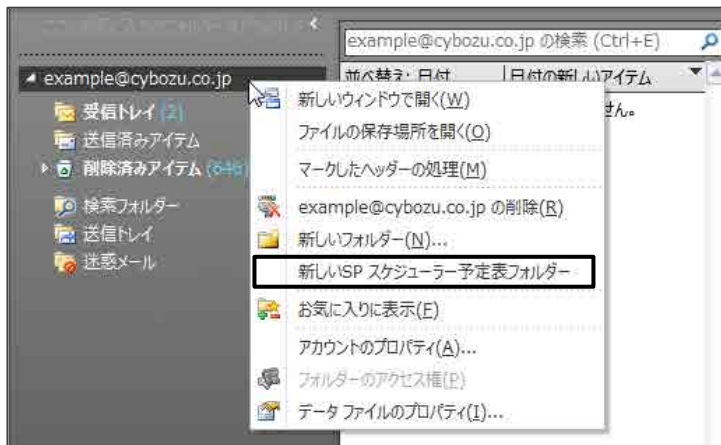 example@cybozu.co.jp の検索 (Ctrl+E)
example@cybozu.co.jp
並べ替え: 日付
日付の新しいアイテム
せん。
受信トレイ (2)
送信済みアイテム
削除済みアイテム (646)
検索フォルダー
送信トレイ
迷惑メール
新しいウィンドウで開く(W)
ファイルの保存場所を開く(O)
マークしたヘッダーの処理(M)
example@cybozu.co.jp の削除(R)
新しいフォルダー(N)...
新しいSP スケジューラー予定表フォルダー
お気に入りに表示(F)
アカウントのプロパティ(A)...
フォルダーのアクセス権(P)
データ ファイルのプロパティ(I)...